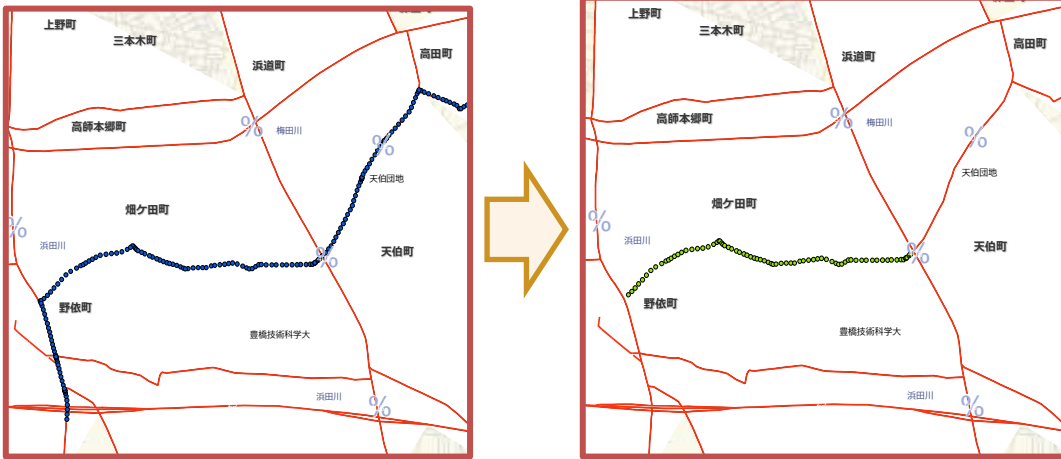 上野町
三本木町
高田町
浜道町
高師本郷町
%
梅田川
%
天伯団地
畑ケ田町
%
浜田川
天伯町
%
野依町
豊橋技術科学大
浜田川
%
上野町
三本木町
高田町
浜道町
高師本郷町
%
梅田川
%
天伯団地
畑ケ田町
%
浜田川
天伯町
%
野依町
豊橋技術科学大
浜田川
%